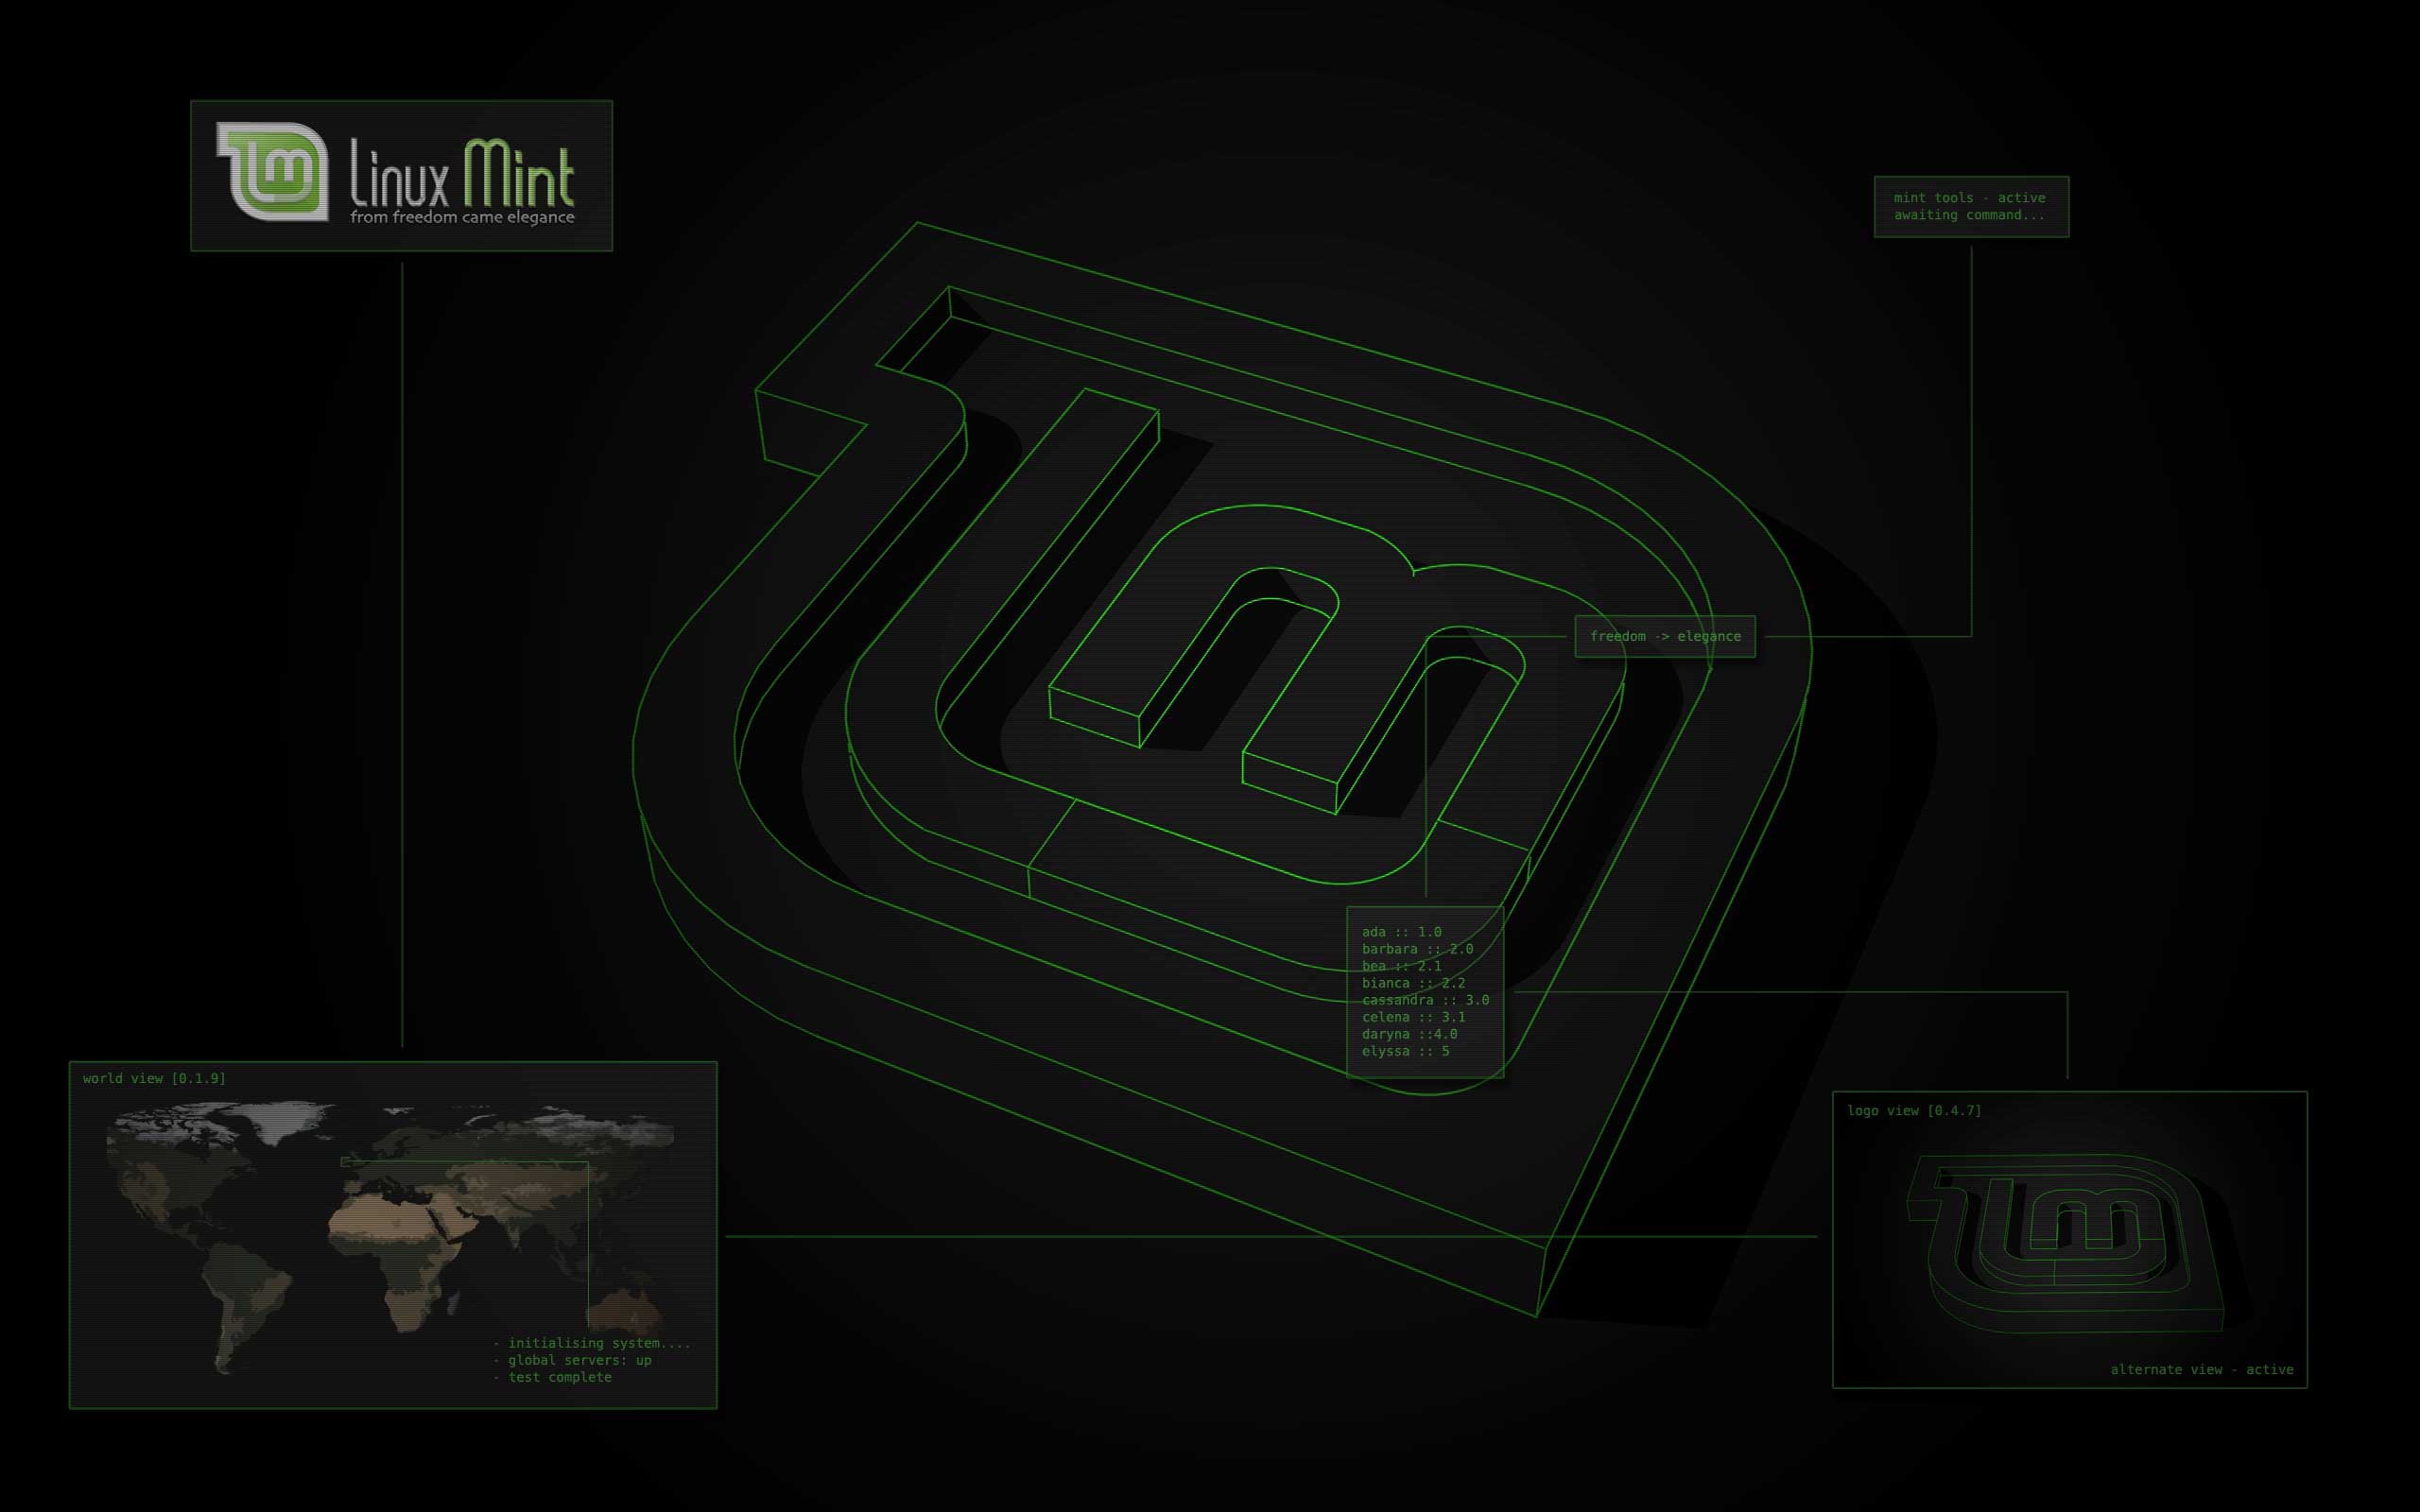 Linux Mint
from freedom came elegance
mint tools - active
awaiting command...
freedom -> elegance
ada :: 1.0
barbara :: 2.0
bea :: 2.1
bianca :: 2.2
cassandra :: 3.0
celena :: 3.1
daryna ::4.0
elyssa :: 5
world view [0.1.9]
- initialising system....
- global servers: up
- test complete
logo view [0.4.7]
alternate view - active